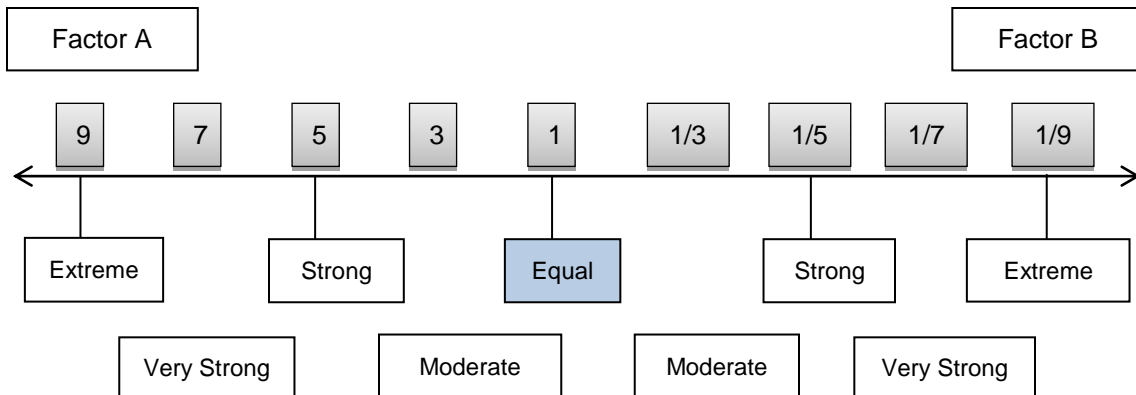 Factor A Factor B
9 7 5 3 1 1/3 1/5 1/7 1/9
Extreme Strong Equal Strong Extreme
Very Strong Moderate Moderate Very Strong